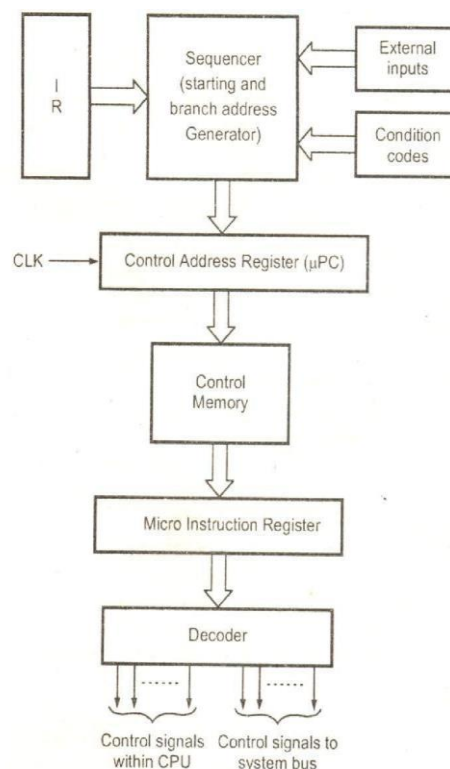 I
R
Sequencer
(starting and
branch address
Generator)
External
inputs
Condition
codes
CLK
Control Address Register (µPC)
Control
Memory
Micro Instruction Register
Decoder
Control signals
within CPU
Control signals to
system bus